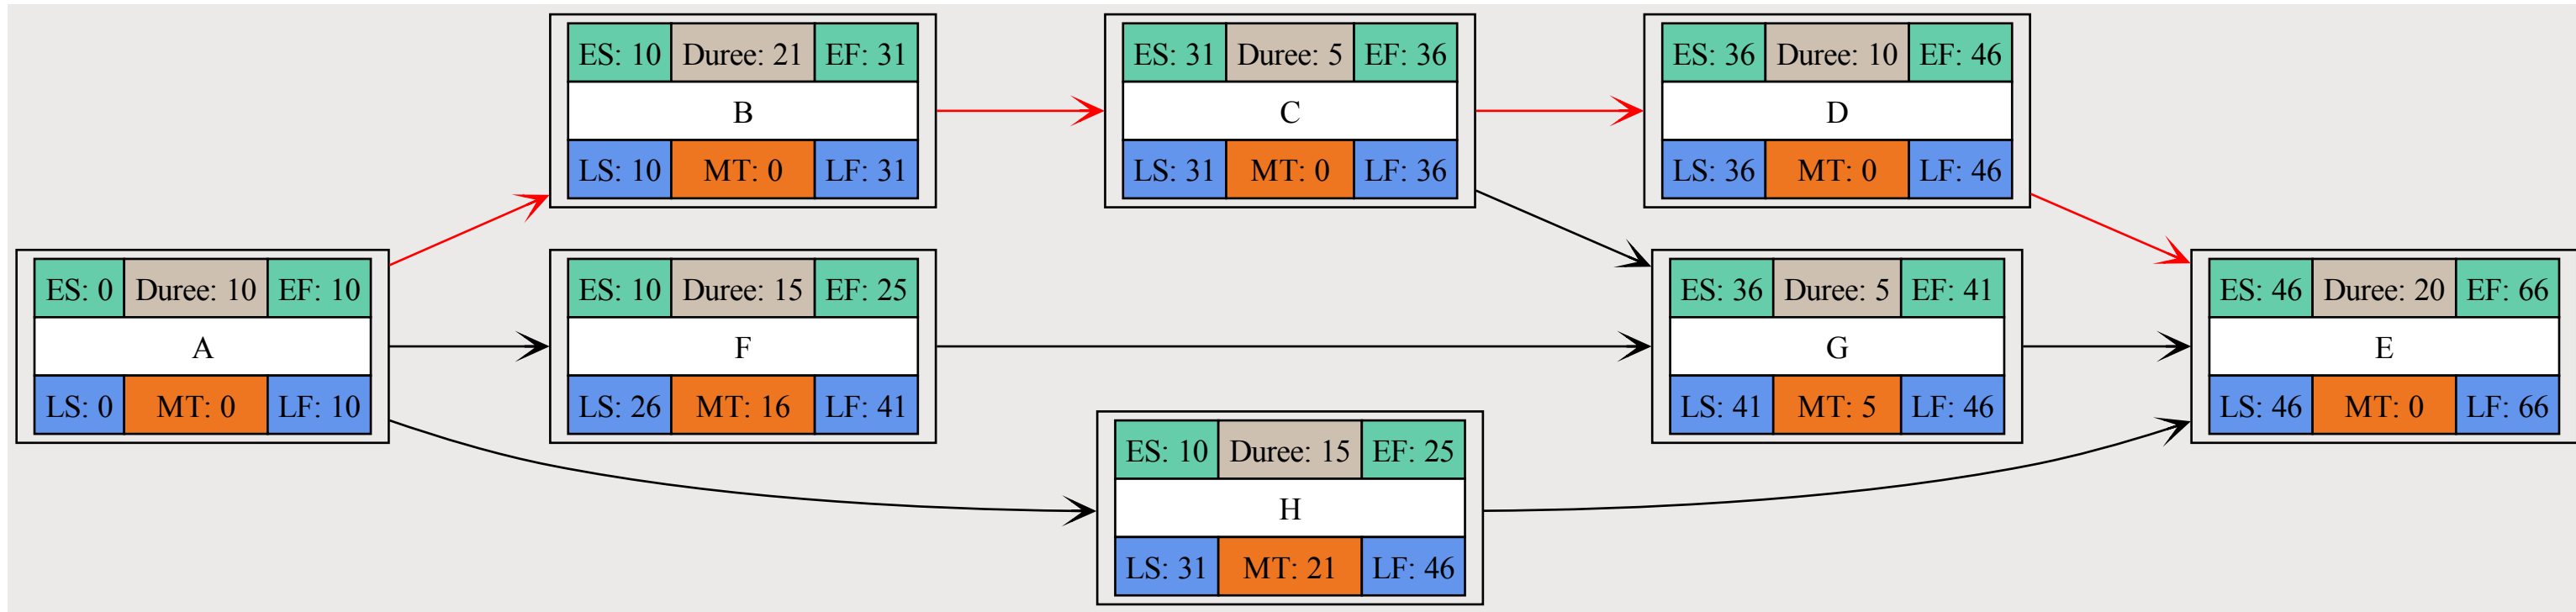 ES: 10 Duree: 21 EF: 31
B
LS: 10 MT: 0 LF: 31
ES: 31 Duree: 5 EF: 36
C
LS: 31 MT: 0 LF: 36
ES: 36 Duree: 10 EF: 46
D
LS: 36 MT: 0 LF: 46
ES: 0 Duree: 10 EF: 10
A
LS: 0 MT: 0 LF: 10
ES: 10 Duree: 15 EF: 25
F
LS: 26 MT: 16 LF: 41
ES: 36 Duree: 5 EF: 41
G
LS: 41 MT: 5 LF: 46
ES: 46 Duree: 20 EF: 66
E
LS: 46 MT: 0 LF: 66
ES: 10 Duree: 15 EF: 25
H
LS: 31 MT: 21 LF: 46